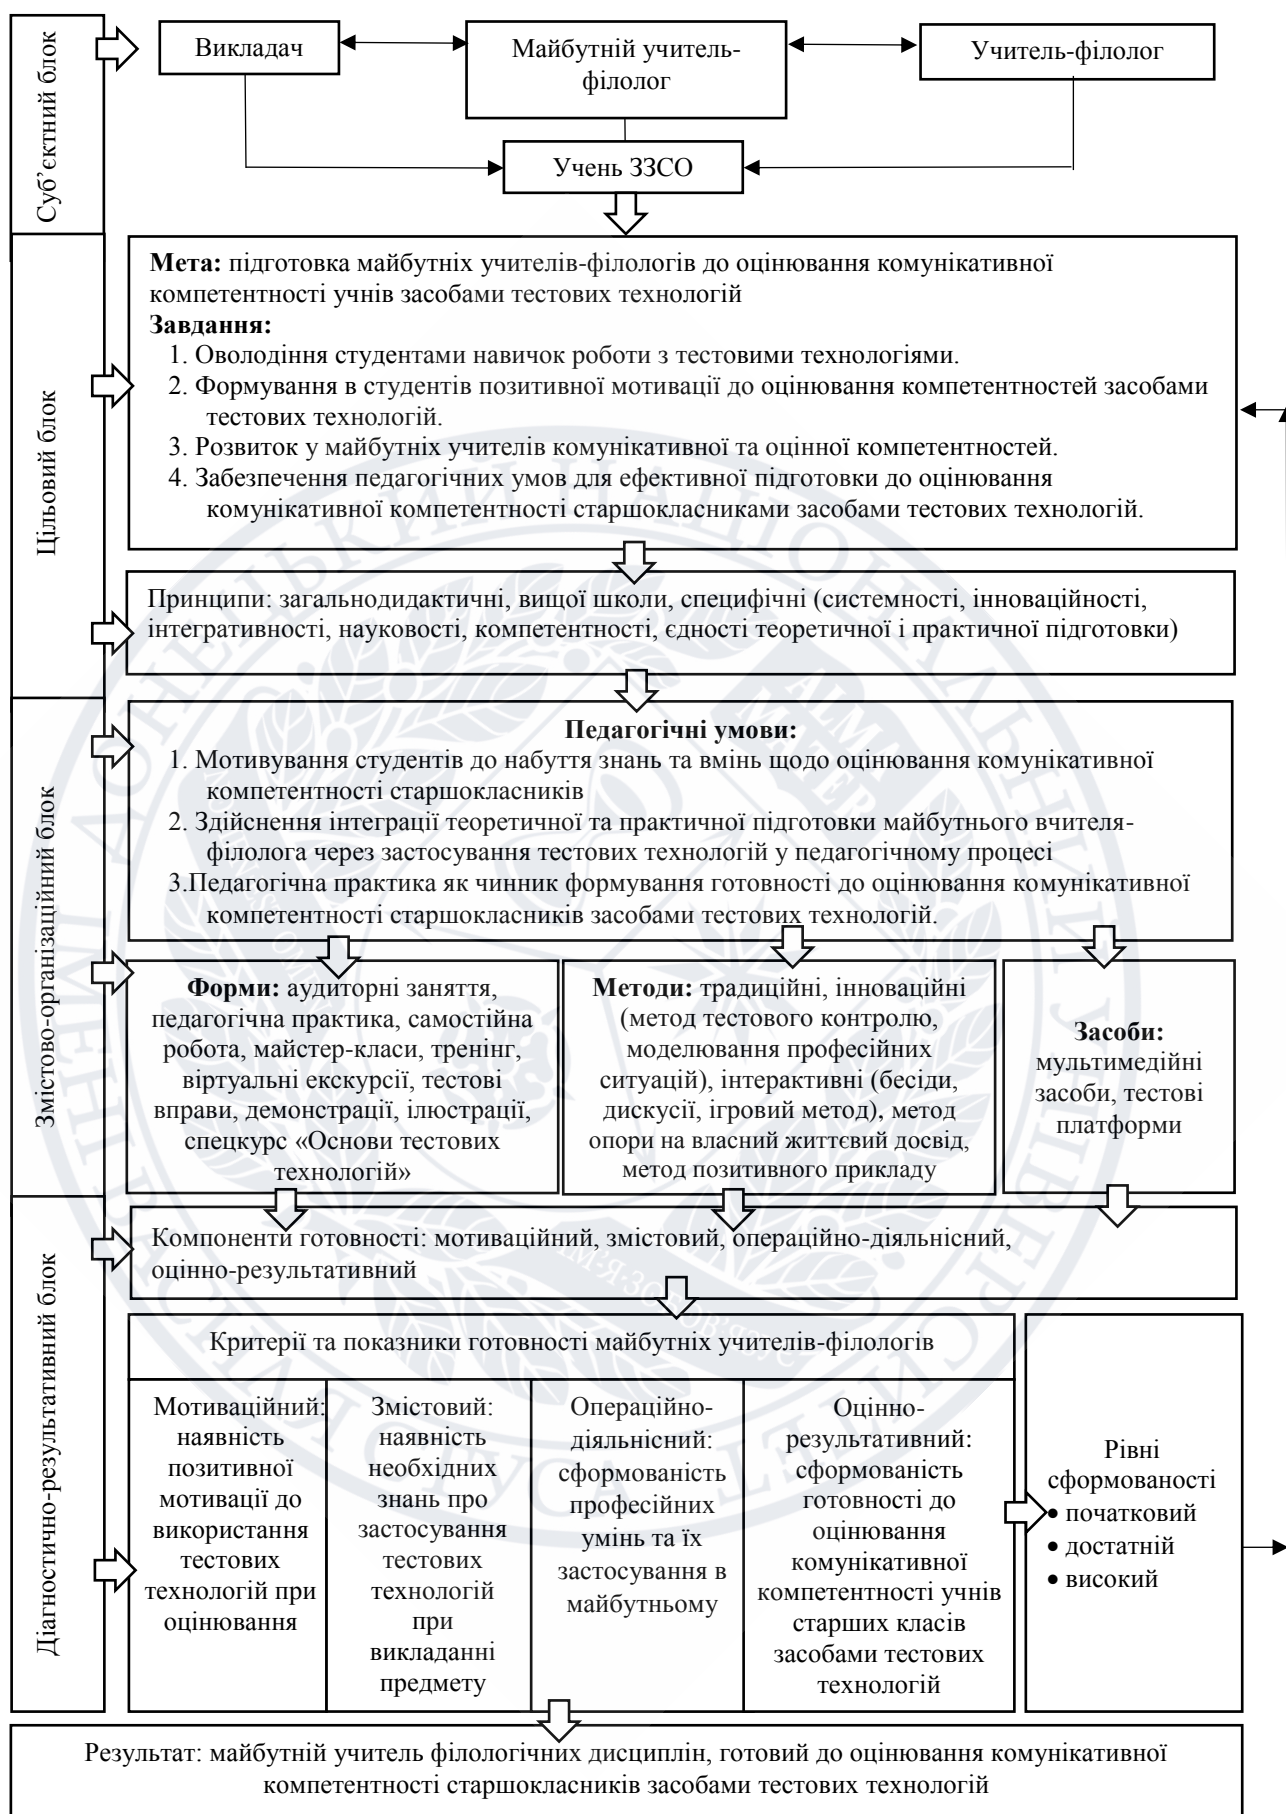 Суб’єктний блок
Викладач
Майбутній учитель-
філолог
Учитель-філолог
Учень ЗЗСО
Цільовий блок
Мета: підготовка майбутніх учителів-філологів до оцінювання комунікативної
компетентності учнів засобами тестових технологій
Завдання:
1. Оволодіння студентами навичок роботи з тестовими технологіями.
2. Формування в студентів позитивної мотивації до оцінювання компетентностей засобами
тестових технологій.
3. Розвиток у майбутніх учителів комунікативної та оцінної компетентностей.
4. Забезпечення педагогічних умов для ефективної підготовки до оцінювання
комунікативної компетентності старшокласниками засобами тестових технологій.
Принципи: загальнодидактичні, вищої школи, специфічні (системності, інноваційності,
інтегративності, науковості, компетентності, єдності теоретичної і практичної підготовки)
Змістово-організаційний блок
Педагогічні умови:
1. Мотивування студентів до набуття знань та вмінь щодо оцінювання комунікативної
компетентності старшокласників
2. Здійснення інтеграції теоретичної та практичної підготовки майбутнього вчителя-
філолога через застосування тестових технологій у педагогічному процесі
3.Педагогічна практика як чинник формування готовності до оцінювання комунікативної
компетентності старшокласників засобами тестових технологій.
Форми: аудиторні заняття,
педагогічна практика, самостійна
робота, майстер-класи, тренінг,
віртуальні екскурсії, тестові
вправи, демонстрації, ілюстрації,
спецкурс «Основи тестових
технологій»
Методи: традиційні, інноваційні
(метод тестового контролю,
моделювання професійних
ситуацій), інтерактивні (бесіди,
дискусії, ігровий метод), метод
опори на власний життєвий досвід,
метод позитивного прикладу
Засоби:
мультимедійні
засоби, тестові
платформи
Діагностично-результативний блок
Компоненти готовності: мотиваційний, змістовий, операційно-діяльнісний,
оцінно-результативний
Критерії та показники готовності майбутніх учителів-філологів
Мотиваційний:
наявність
позитивної
мотивації до
використання
тестових
технологій при
оцінювання
Змістовий:
наявність
необхідних
знань про
застосування
тестових
технологій
при
викладанні
предмету
Операційно-
діяльнісний:
сформованість
професійних
умінь та їх
застосування в
майбутньому
Оцінно-
результативний:
сформованість
готовності до
оцінювання
комунікативної
компетентності учнів
старших класів
засобами тестових
технологій
Рівні
сформованості
• початковий
• достатній
• високий
Результат: майбутній учитель філологічних дисциплін, готовий до оцінювання комунікативної
компетентності старшокласників засобами тестових технологій
ДОНЕЦЬКИЙ НАЦІОНАЛЬНИЙ УНІВЕРСИТЕТ ІМЕНІ ВАСИЛЯ СТУСА
ALMA
MATER